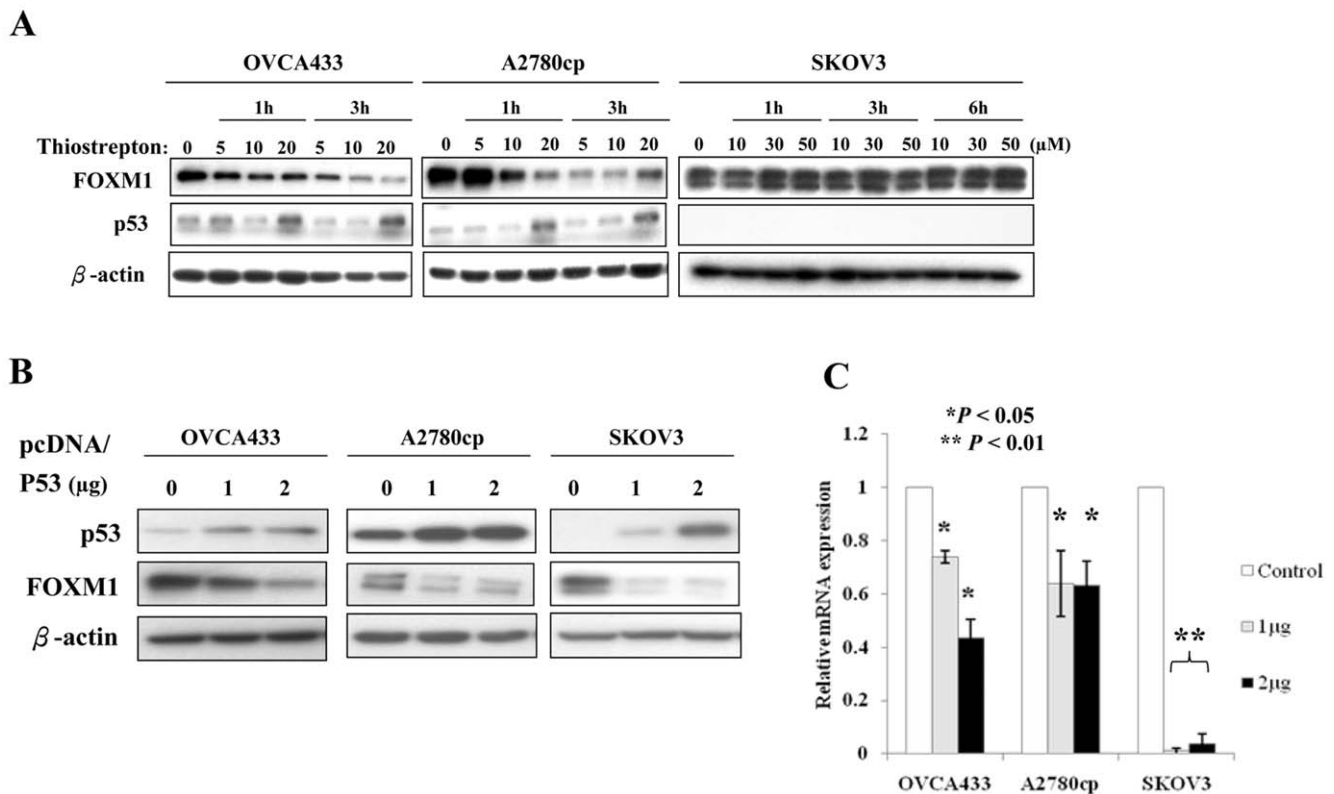 A
OVCA433 A2780cp SKOV3
1h 3h 1h 3h 1h 3h 6h
Thiostrepton: 0 5 10 20 5 10 20 0 5 10 20 5 10 20 0 10 30 50 10 30 50 10 30 50 (μM)
FOXM1
p53
β-actin
B
pcDNA/ OVCA433 A2780cp SKOV3
P53 (μg) 0 1 2 0 1 2 0 1 2
p53
FOXM1
β-actin
C
*P < 0.05
** P < 0.01
Relative mRNA expression
1.2
1
0.8
0.6
0.4
0.2
0
* * * * **
OVCA433 A2780cp SKOV3
Control
1μg
2μg